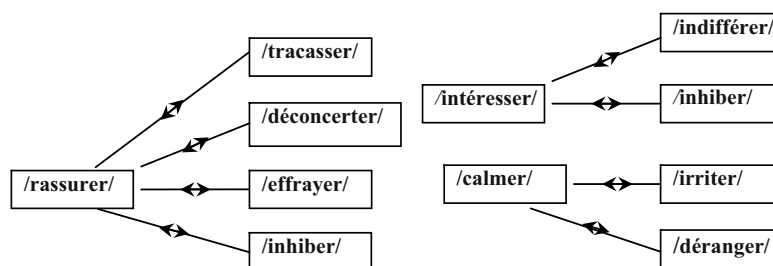 /tracasser/
/déconcerter/
/rassurer/
/effrayer/
/inhiber/
/indifférer/
/intéresser/
/inhiber/
/calmer/
/irriter/
/déranger/